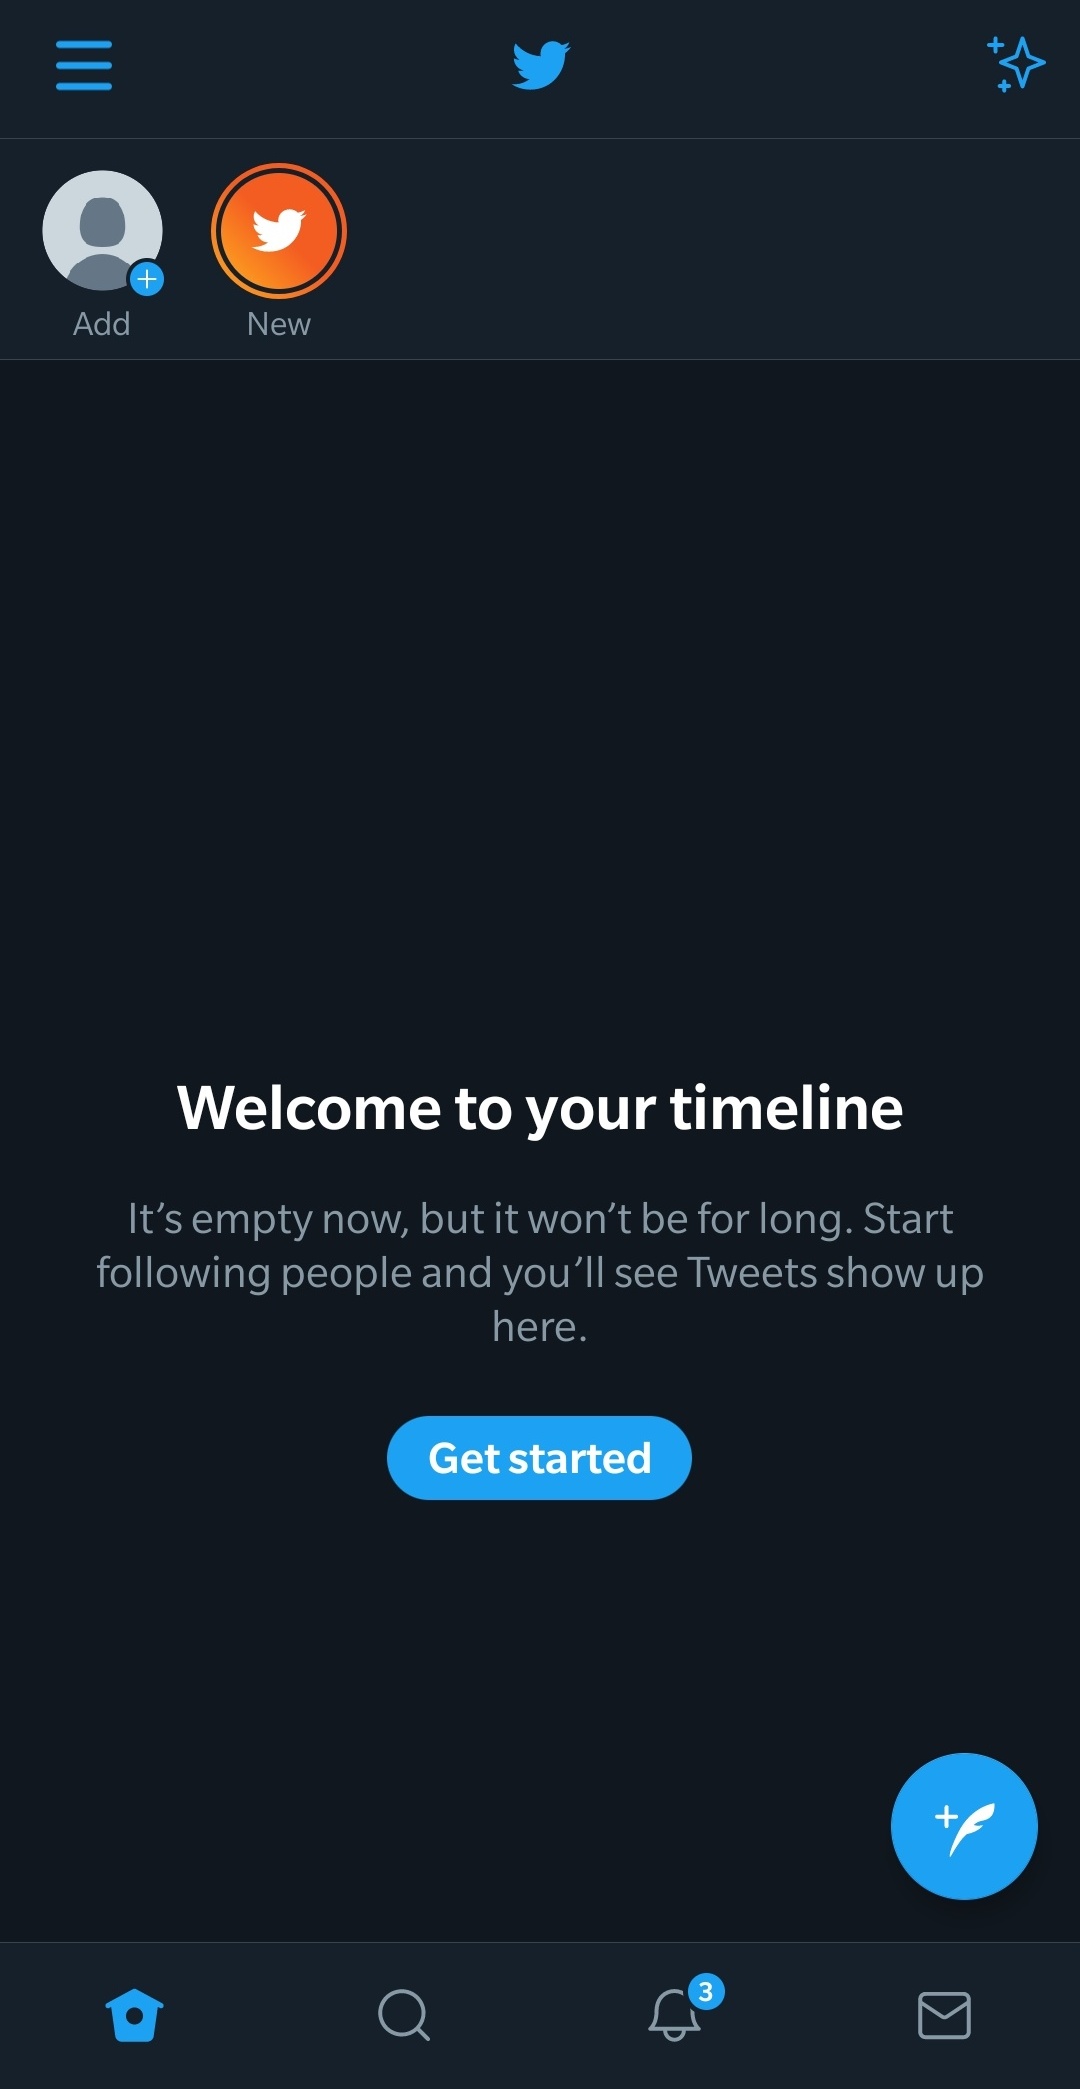 Add
New
Welcome to your timeline
It’s empty now, but it won’t be for long. Start
following people and you’ll see Tweets show up
here.
Get started
3